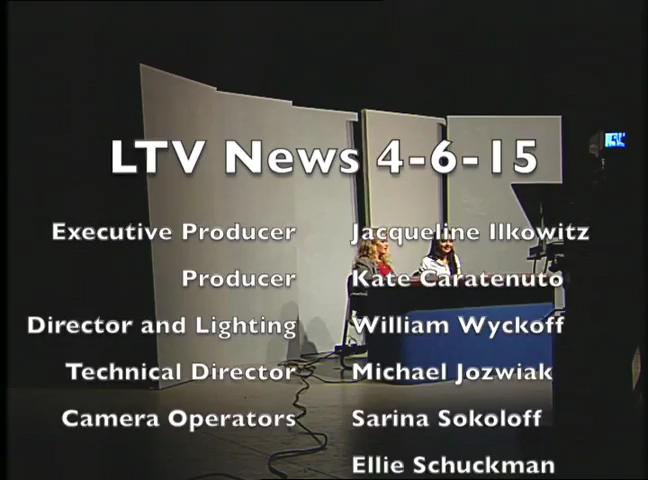 LTV News 4-6-15
Executive Producer Jacqueline Ilkowitz
Producer Kate Caratenuto
Director and Lighting William Wyckoff
Technical Director Michael Jozwiak
Camera Operators Sarina Sokoloff
Ellie Schuckman